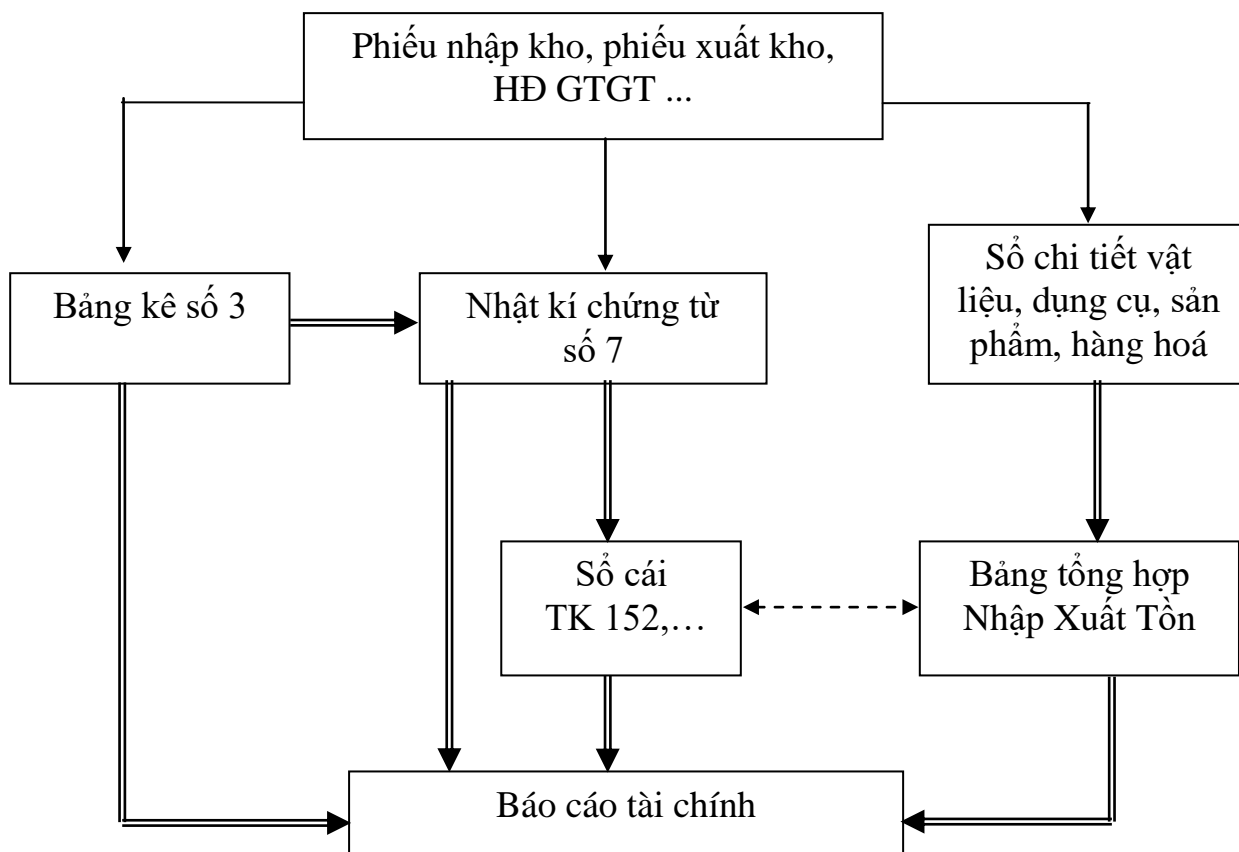 Phiếu nhập kho, phiếu xuất kho,
HĐ GTGT ...
Bảng kê số 3
Nhật kí chứng từ
số 7
Sổ chi tiết vật
liệu, dụng cụ, sản
phẩm, hàng hoá
Sổ cái
TK 152,…
Bảng tổng hợp
Nhập Xuất Tồn
Báo cáo tài chính